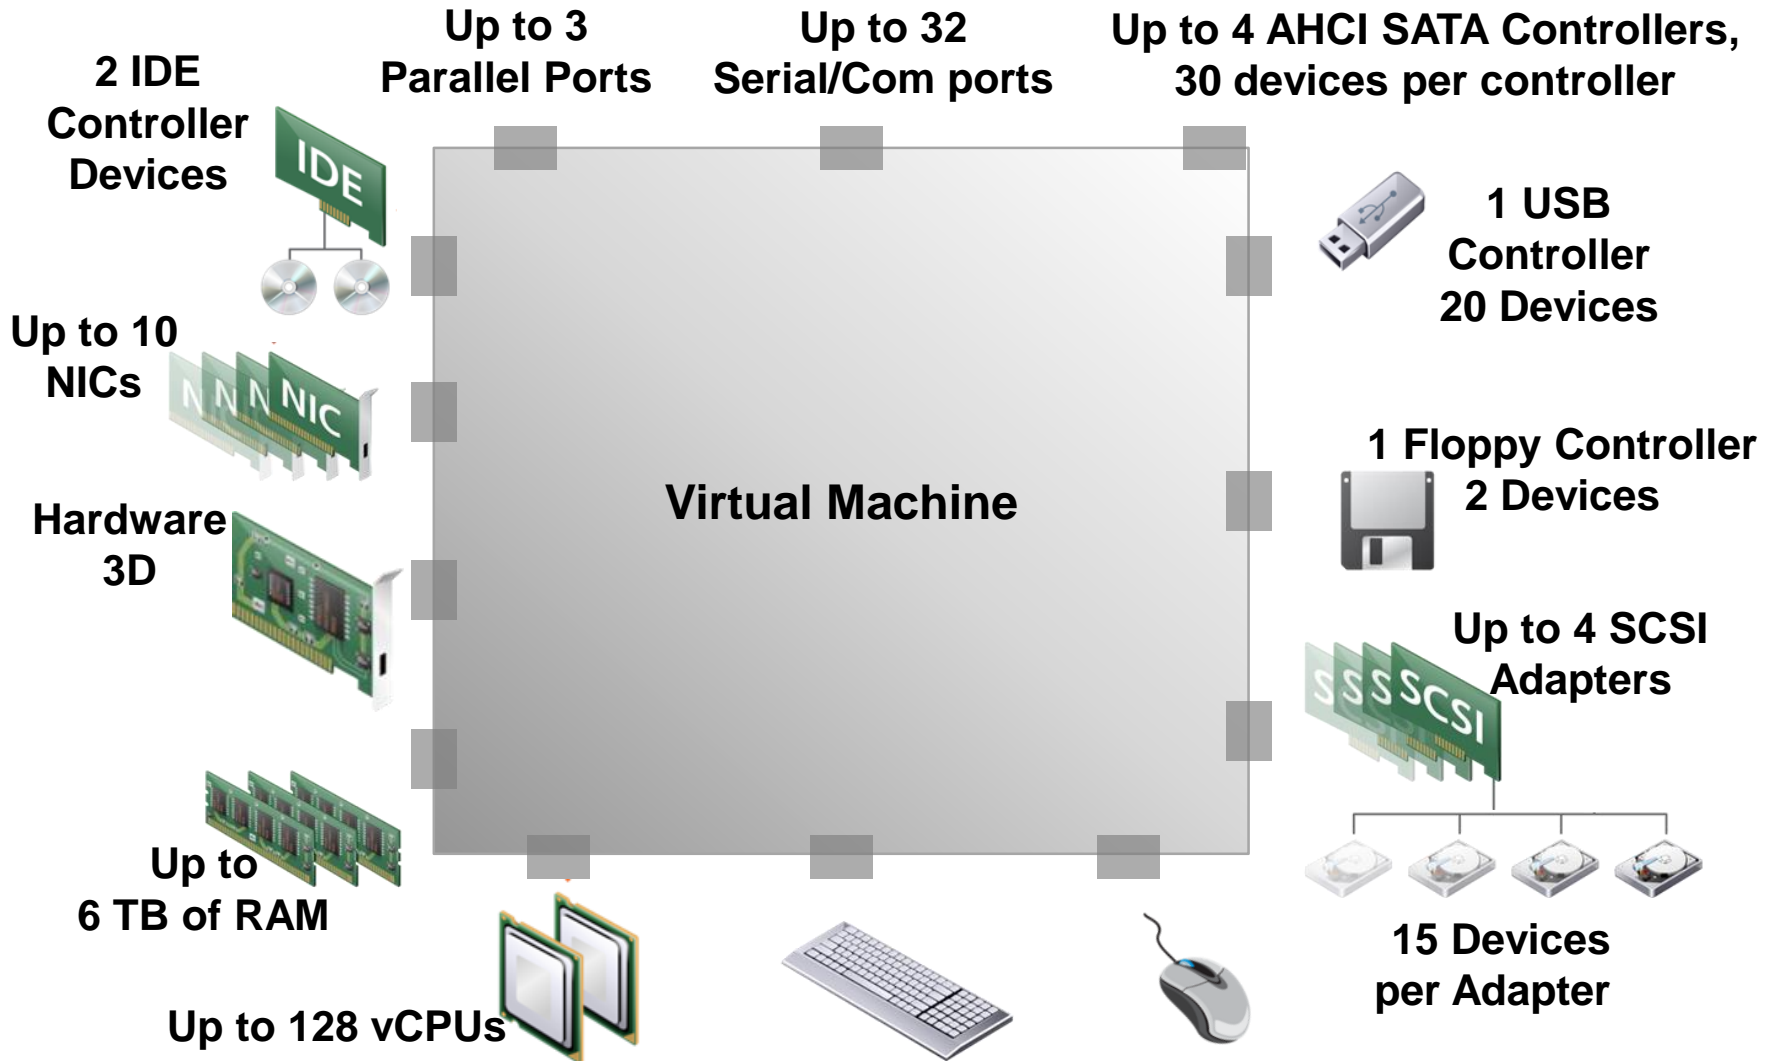 Up to 3
Parallel Ports
Up to 32
Serial/Com ports
Up to 4 AHCI SATA Controllers,
30 devices per controller
2 IDE
Controller
Devices
IDE
1 USB
Controller
20 Devices
Up to 10
NICs
N N N NIC
1 Floppy Controller
2 Devices
Virtual Machine
Hardware
3D
Up to 4 SCSI
Adapters
S S S SCSI
Up to
6 TB of RAM
15 Devices
per Adapter
Up to 128 vCPUs